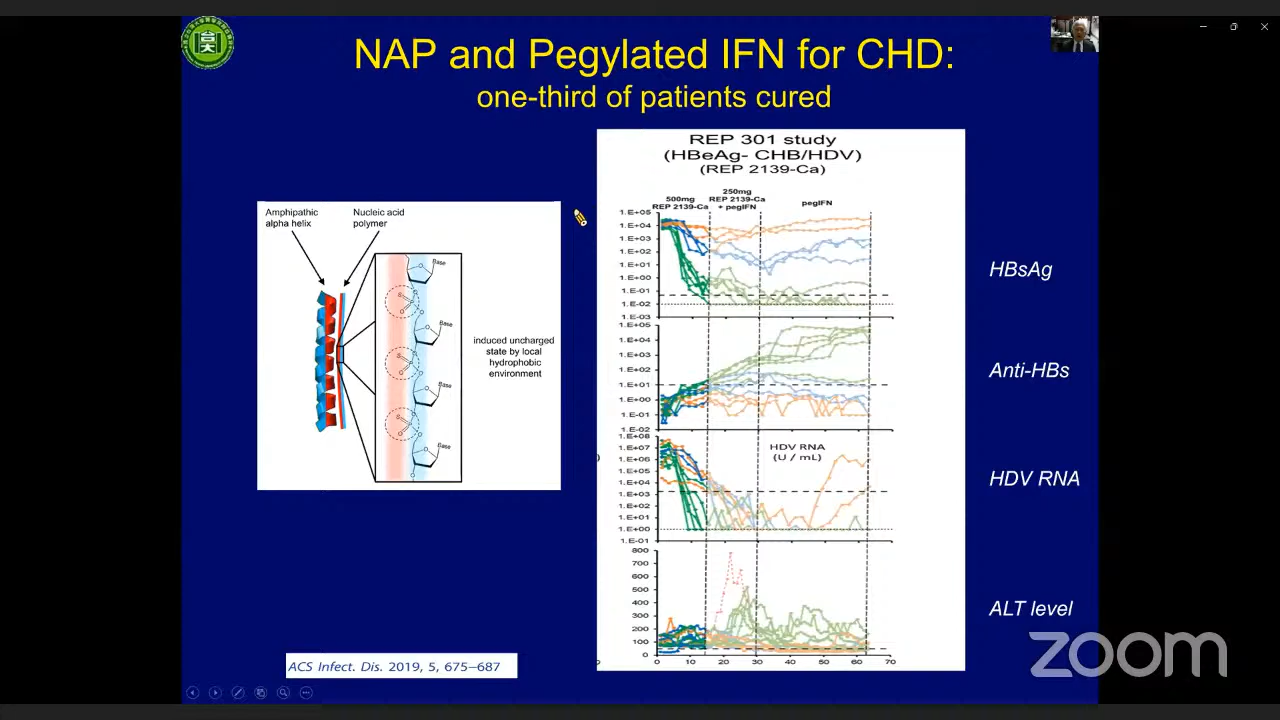 NAP and Pegylated IFN for CHD:
one-third of patients cured
Amphipathic
alpha helix
Nucleic acid
polymer
Base
Base
Base
Base
induced uncharged
state by local
hydrophobic
environment
ACS Infect. Dis. 2019, 5, 675–687
REP 301 study
(HBeAg- CHB/HDV)
(REP 2139-Ca)
500mg
REP 2139-Ca
250mg
REP 2139-Ca
+ pegIFN
pegIFN
1.E+05
1.E+04
1.E+03
1.E+02
1.E+01
1.E+00
1.E-01
1.E-02
1.E-03
HBsAg
1.E+05
1.E+04
1.E+03
1.E+02
1.E+01
1.E+00
1.E-01
1.E-02
Anti-HBs
1.E+08
1.E+07
1.E+06
1.E+05
1.E+04
1.E+03
1.E+02
1.E+01
1.E+00
1.E-01
HDV RNA
(U / mL)
HDV RNA
800
700
600
500
400
300
200
100
0
0 10 20 30 40 50 60 70
ALT level
zoom